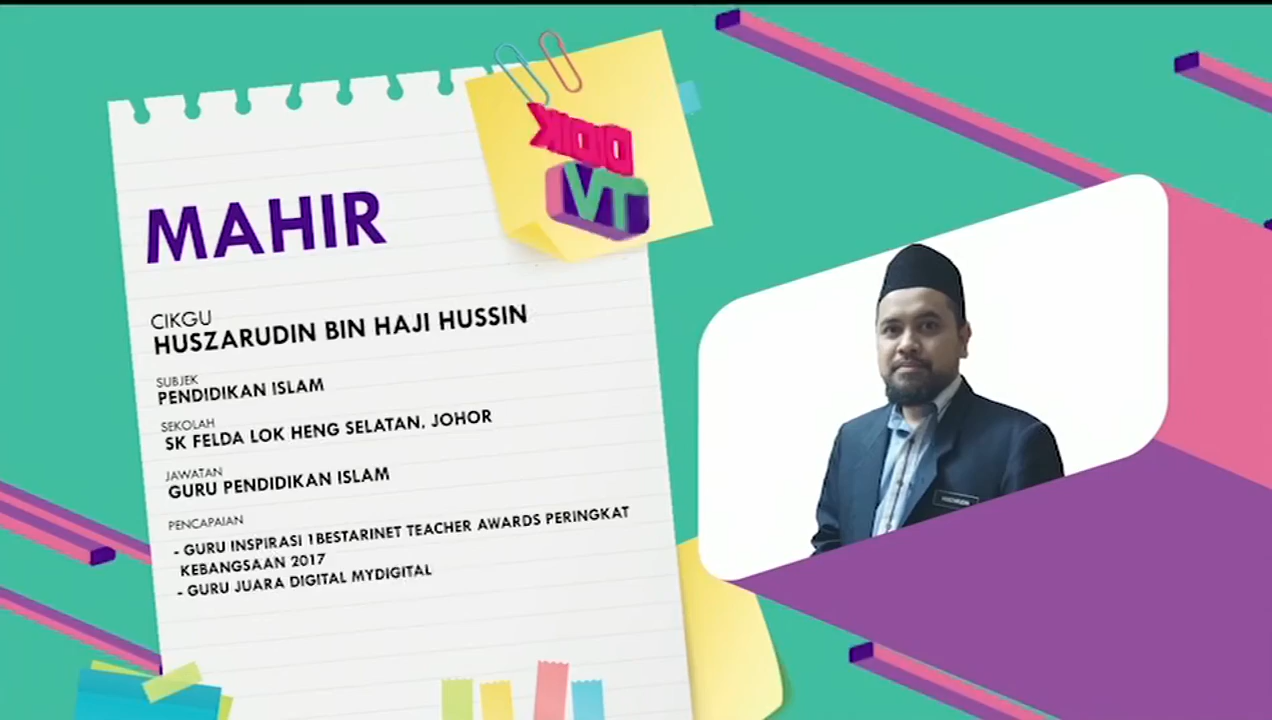 DIDIK
TV
MAHIR
CIKGU
HUSZARUDIN BIN HAJI HUSSIN
SUBJEK
PENDIDIKAN ISLAM
SEKOLAH
SK FELDA LOK HENG SELATAN, JOHOR
JAWATAN
GURU PENDIDIKAN ISLAM
PENCAPAIAN
- GURU INSPIRASI 1BESTARINET TEACHER AWARDS PERINGKAT
KEBANGSAAN 2017
- GURU JUARA DIGITAL MYDIGITAL